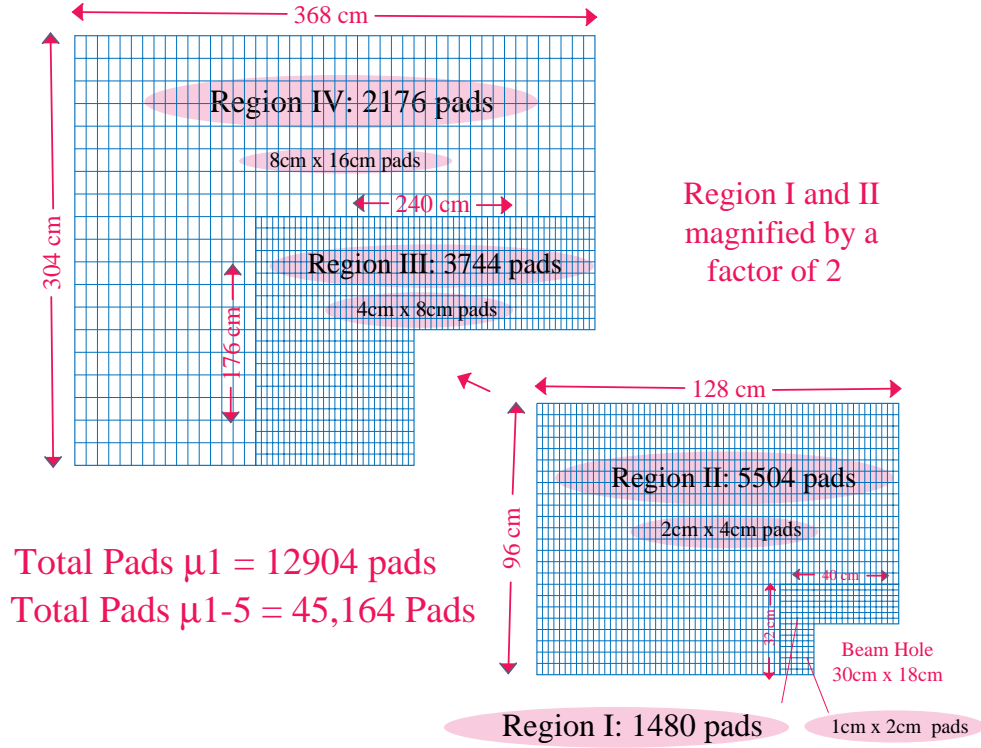 368 cm
Region IV: 2176 pads
8cm x 16cm pads
304 cm
240 cm
Region III: 3744 pads
4cm x 8cm pads
176 cm
Region I and II
magnified by a
factor of 2
128 cm
Region II: 5504 pads
2cm x 4cm pads
96 cm
40 cm
32 cm
Total Pads μ1 = 12904 pads
Total Pads μ1-5 = 45,164 Pads
Beam Hole
30cm x 18cm
Region I: 1480 pads
1cm x 2cm pads